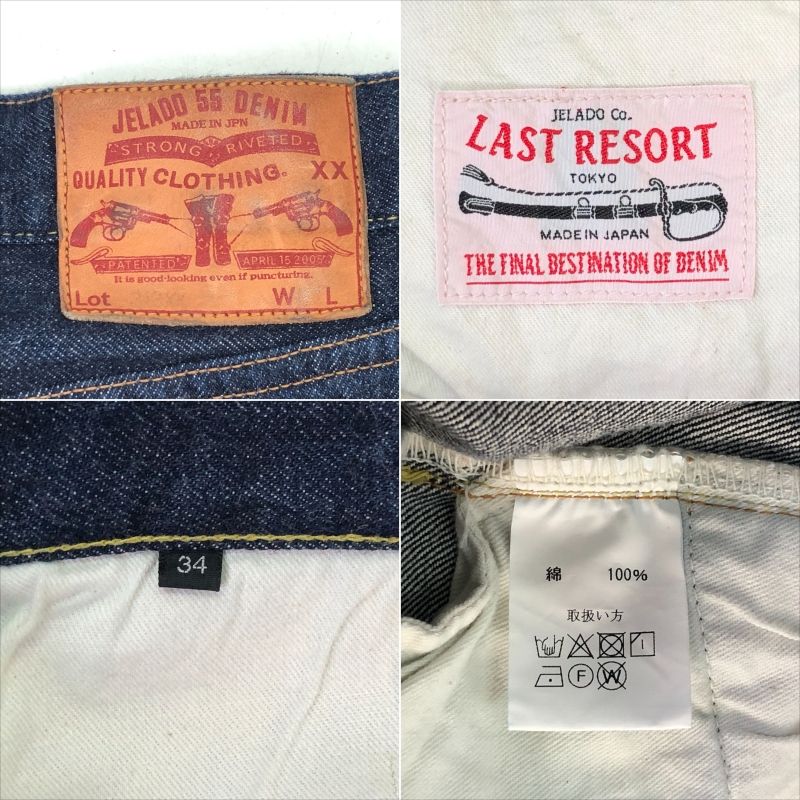 JELADO 55 DENIM
MADE IN JPN
STRONG RIVETED
QUALITY CLOTHING. XX
PATENTED APRIL 15 2005
It is good-looking even if puncturing.
Lot W L
JELADO Co.
LAST RESORT
TOKYO
MADE IN JAPAN
THE FINAL DESTINATION OF DENIM
34
綿 100%
取扱い方
F W